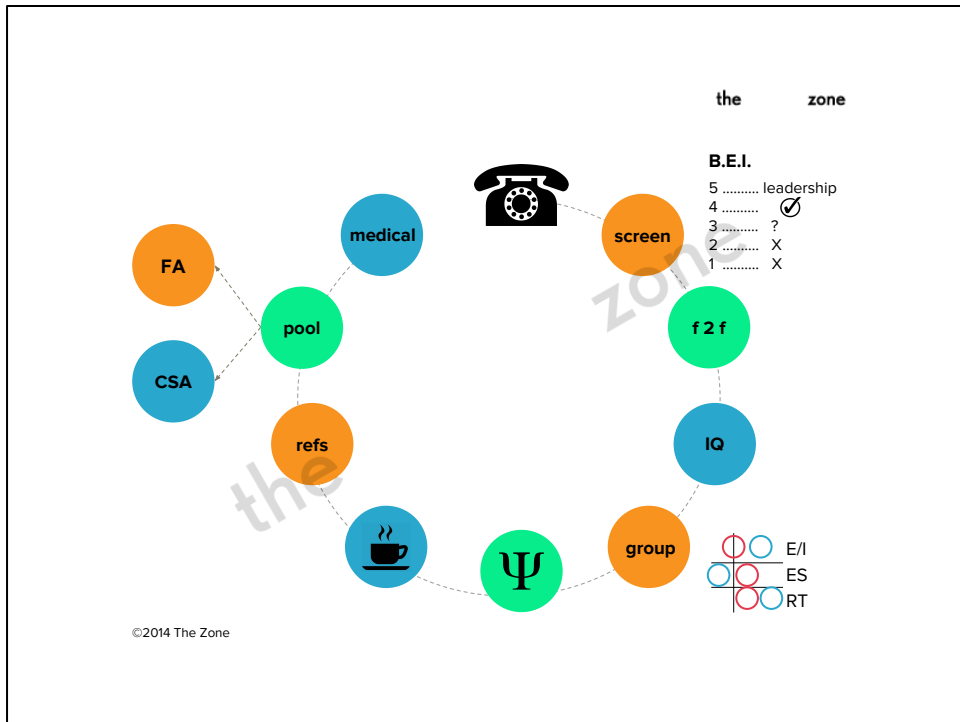 the zone
B.E.I.
5 .......... leadership
4 ..........
3 .......... ?
2 .......... X
1 .......... X
medical
screen
zone
FA
pool
f 2 f
CSA
refs
IQ
the
Ψ
group
E/I
ES
RT
©2014 The Zone